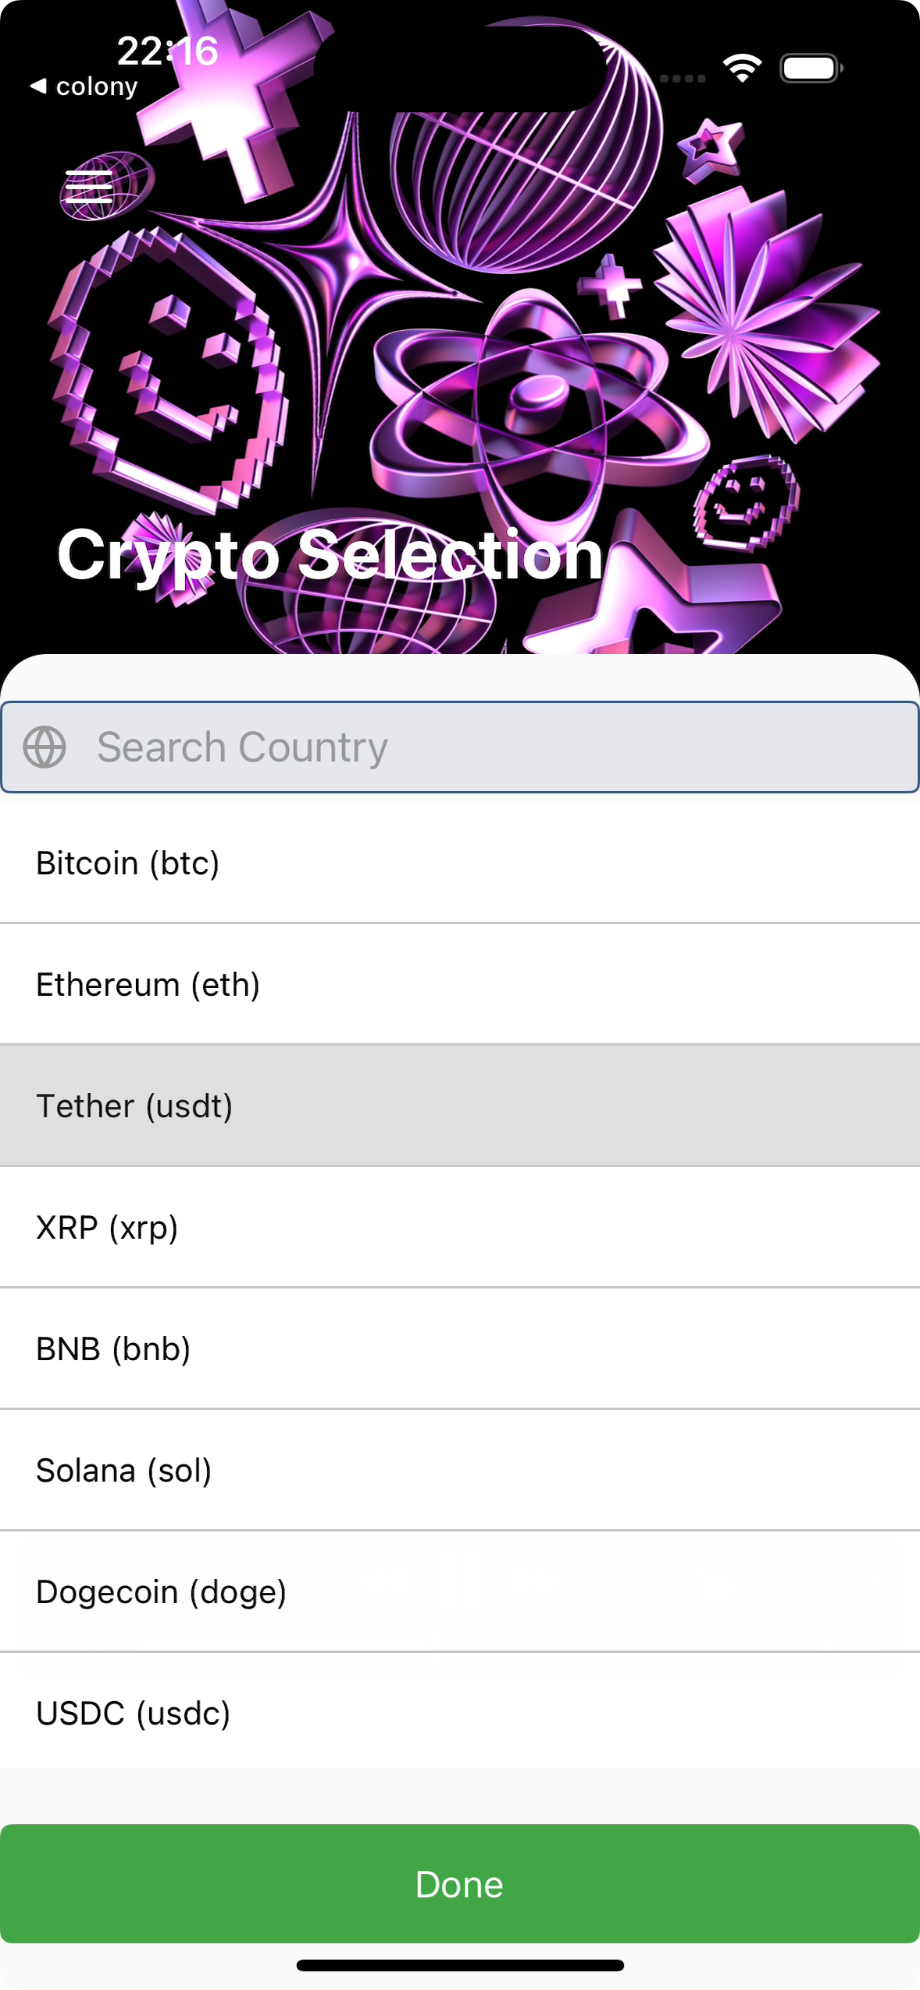 22:16
◀ colony
Crypto Selection
Search Country
Bitcoin (btc)
Ethereum (eth)
Tether (usdt)
XRP (xrp)
BNB (bnb)
Solana (sol)
Dogecoin (doge)
USDC (usdc)
Done